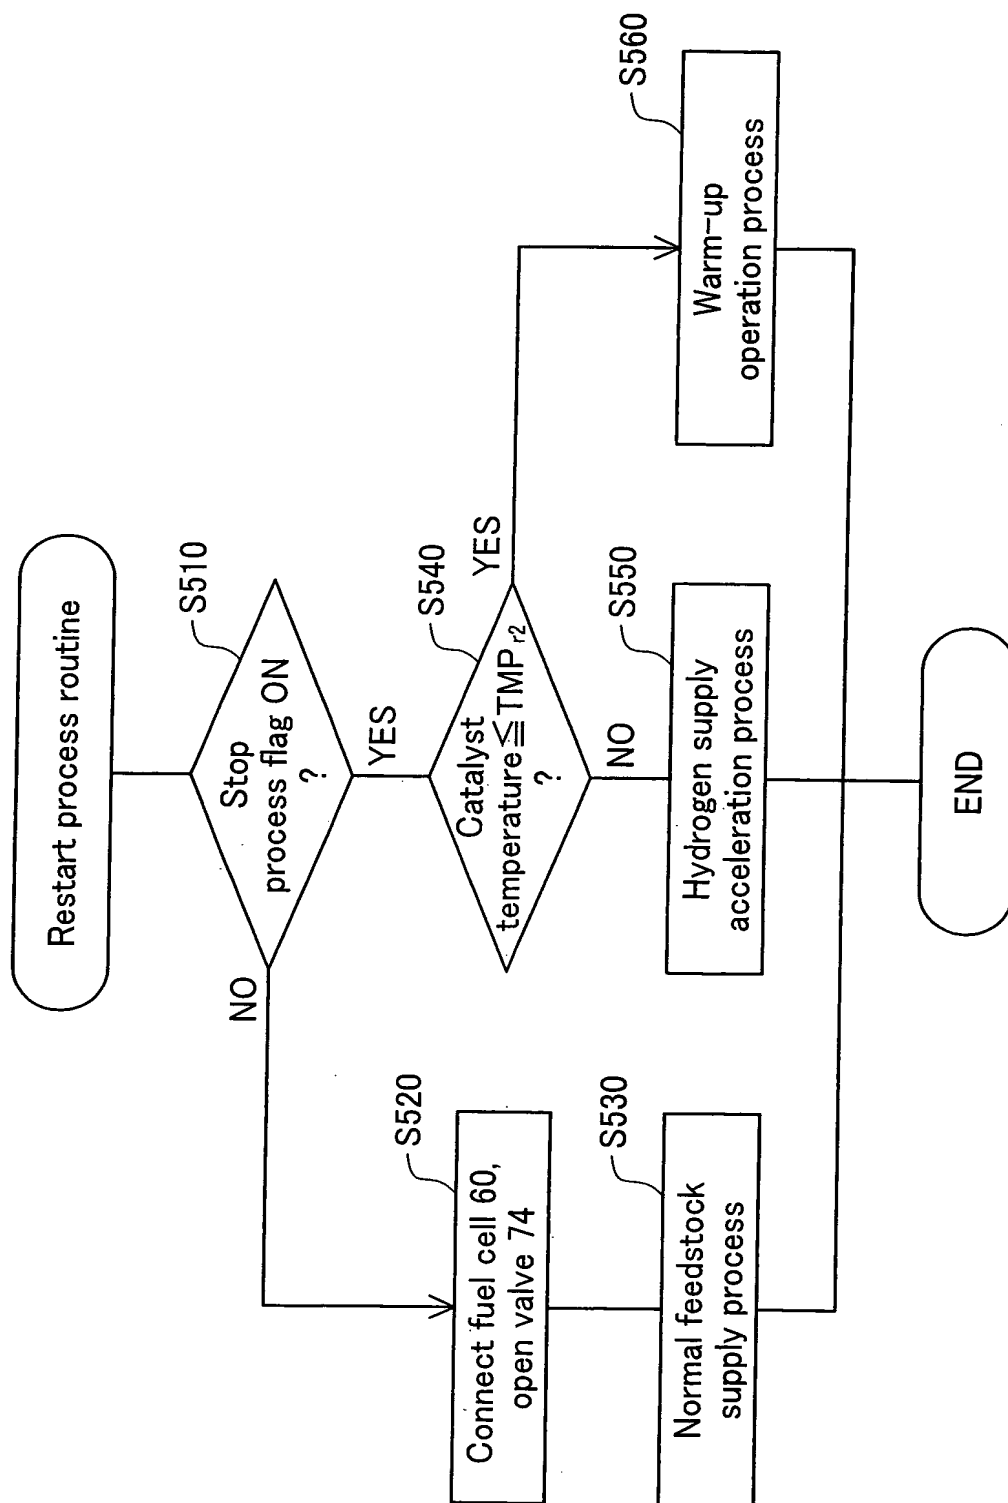 Restart process routine
S510
Stop
process flag ON
?
NO
YES
S520
Connect fuel cell 60,
open valve 74
S530
Normal feedstock
supply process
S540
Catalyst
temperature≦TMPr2
?
YES
NO
S550
Hydrogen supply
acceleration process
S560
Warm-up
operation process
END